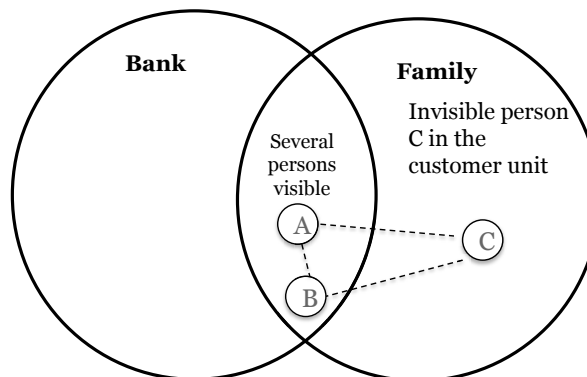 Bank
Family
Invisible person
C in the
customer unit
Several
persons
visible
A
C
B